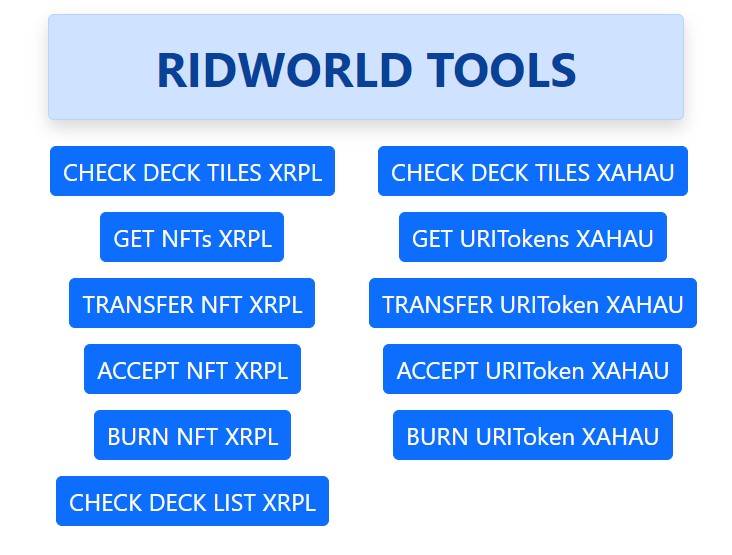 RIDWORLD TOOLS
CHECK DECK TILES XRPL
CHECK DECK TILES XAHAU
GET NFTs XRPL
GET URITokens XAHAU
TRANSFER NFT XRPL
TRANSFER URIToken XAHAU
ACCEPT NFT XRPL
ACCEPT URIToken XAHAU
BURN NFT XRPL
BURN URIToken XAHAU
CHECK DECK LIST XRPL